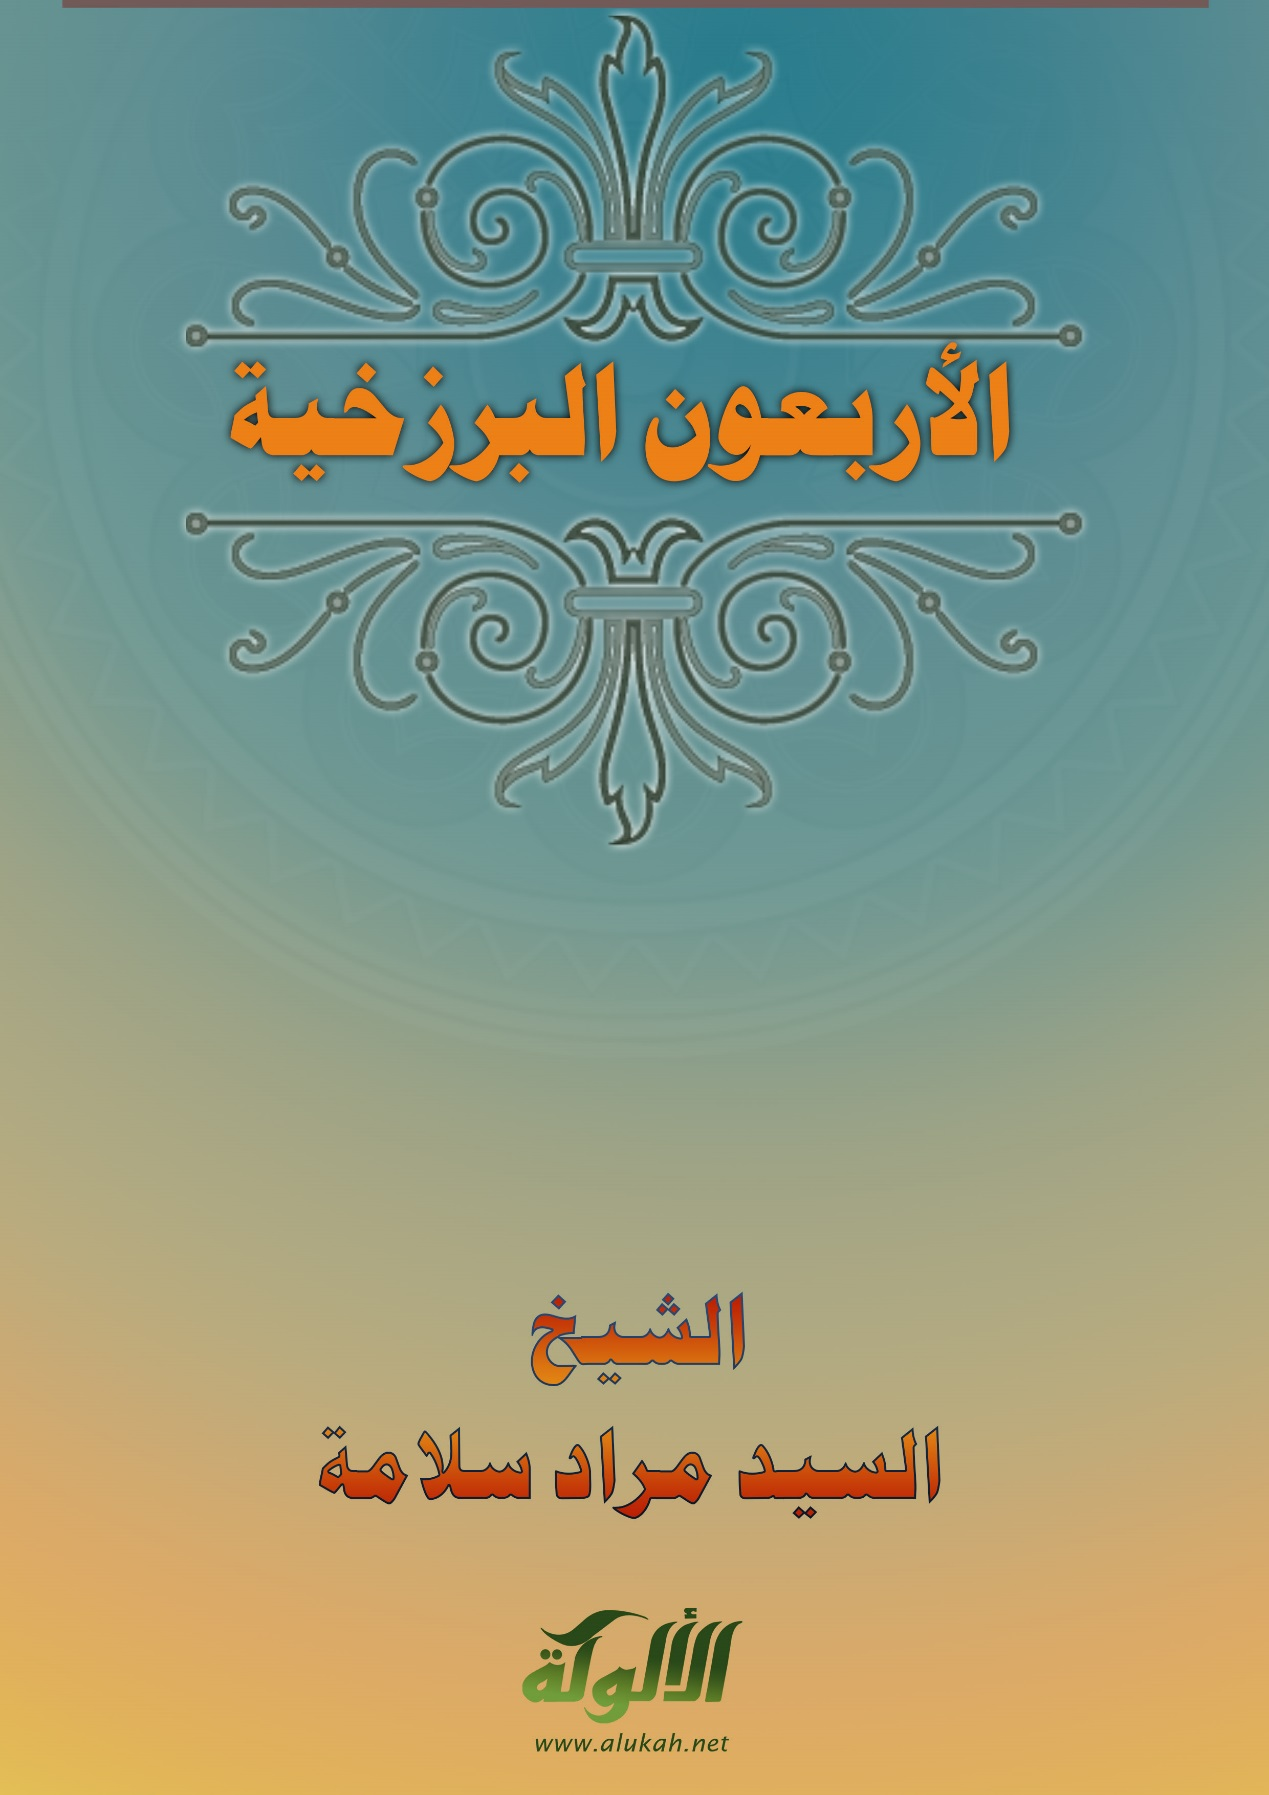 الأربعون البرزخية
الشيخ
السيد مراد سلامة
الألوكة
www.alukah.net